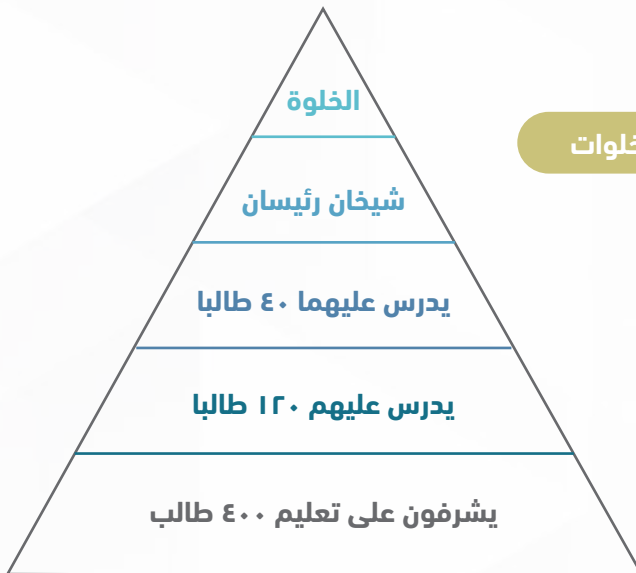 الخلوة
شيخان رئيسان
يدرس عليهما ٤٠ طالبا
يدرس عليهم ١٢٠ طالبا
يشرفون على تعليم ٤٠٠ طالب